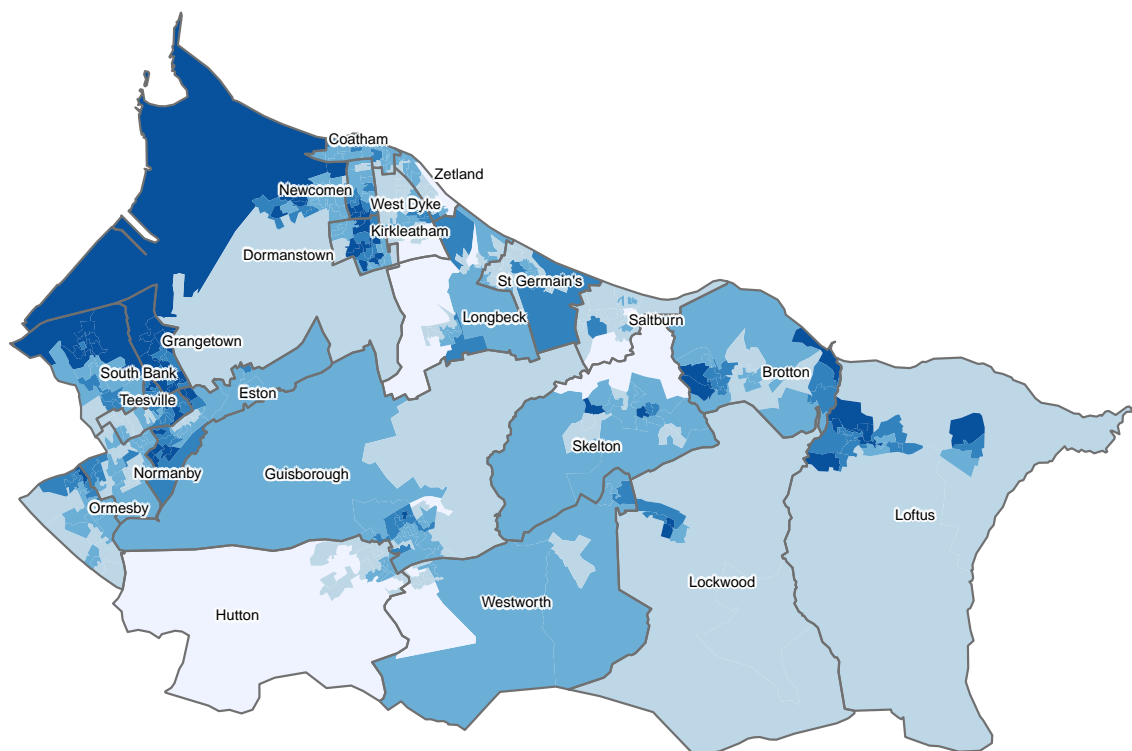 Coatham
Zetland
Newcomen
West Dyke
Kirkleatham
Dormanstown
St Germain's
Longbeck
Saltburn
Grangetown
South Bank
Brotton
Eston
Teesville
Skelton
Normanby
Guisborough
Ormesby
Loftus
Lockwood
Westworth
Hutton